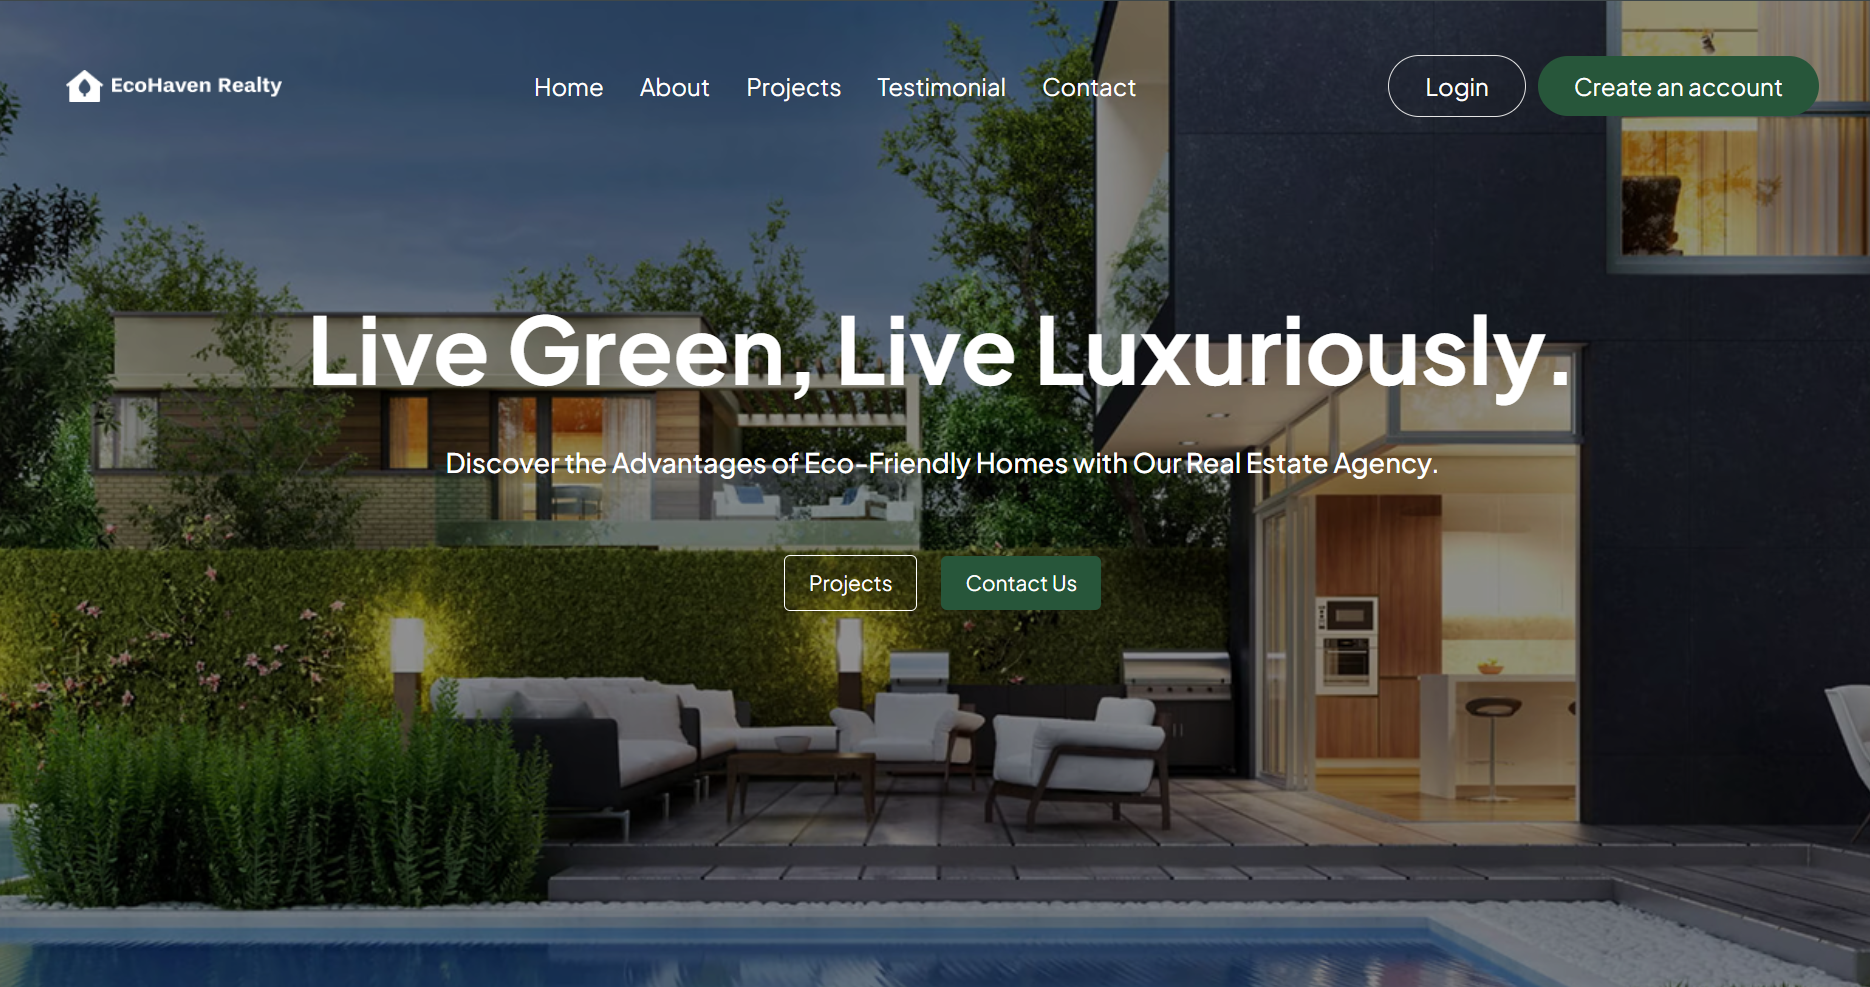 EcoHaven Realty
Home About Projects Testimonial Contact
Login
Create an account
Live Green, Live Luxuriously.
Discover the Advantages of Eco-Friendly Homes with Our Real Estate Agency.
Projects
Contact Us